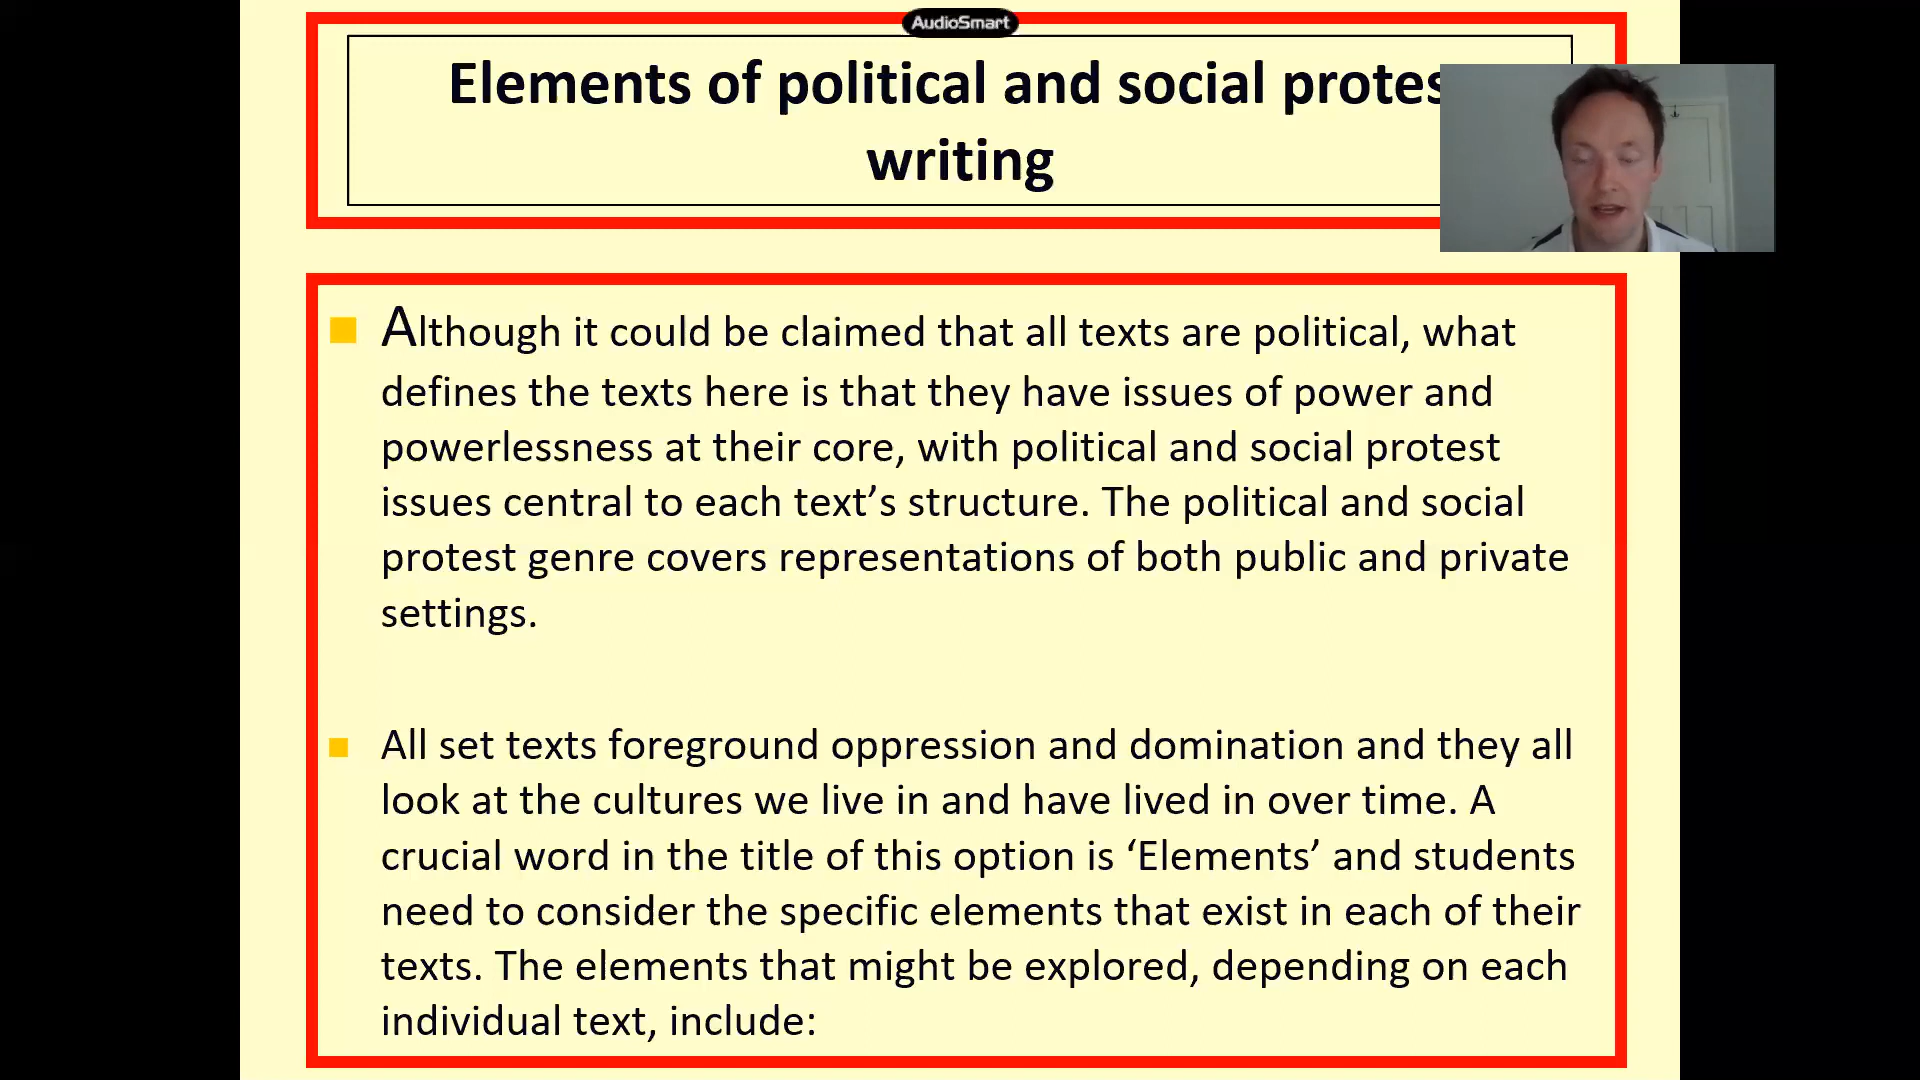 AudioSmart
Elements of political and social protes
writing
Although it could be claimed that all texts are political, what
defines the texts here is that they have issues of power and
powerlessness at their core, with political and social protest
issues central to each text’s structure. The political and social
protest genre covers representations of both public and private
settings.
All set texts foreground oppression and domination and they all
look at the cultures we live in and have lived in over time. A
crucial word in the title of this option is ‘Elements’ and students
need to consider the specific elements that exist in each of their
texts. The elements that might be explored, depending on each
individual text, include: